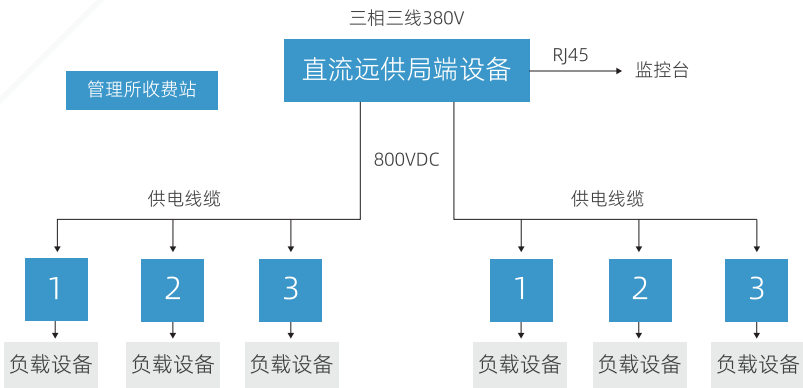 三相三线380V
直流远供局端设备
RJ45
监控台
管理所收费站
800VDC
供电线缆
供电线缆
1
2
3
1
2
3
负载设备
负载设备
负载设备
负载设备
负载设备
负载设备